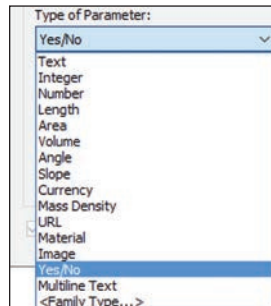 Type of Parameter:
Yes/No
Text
Integer
Number
Length
Area
Volume
Angle
Slope
Currency
Mass Density
URL
Material
Image
Yes/No
Multiline Text
<Family Type...>